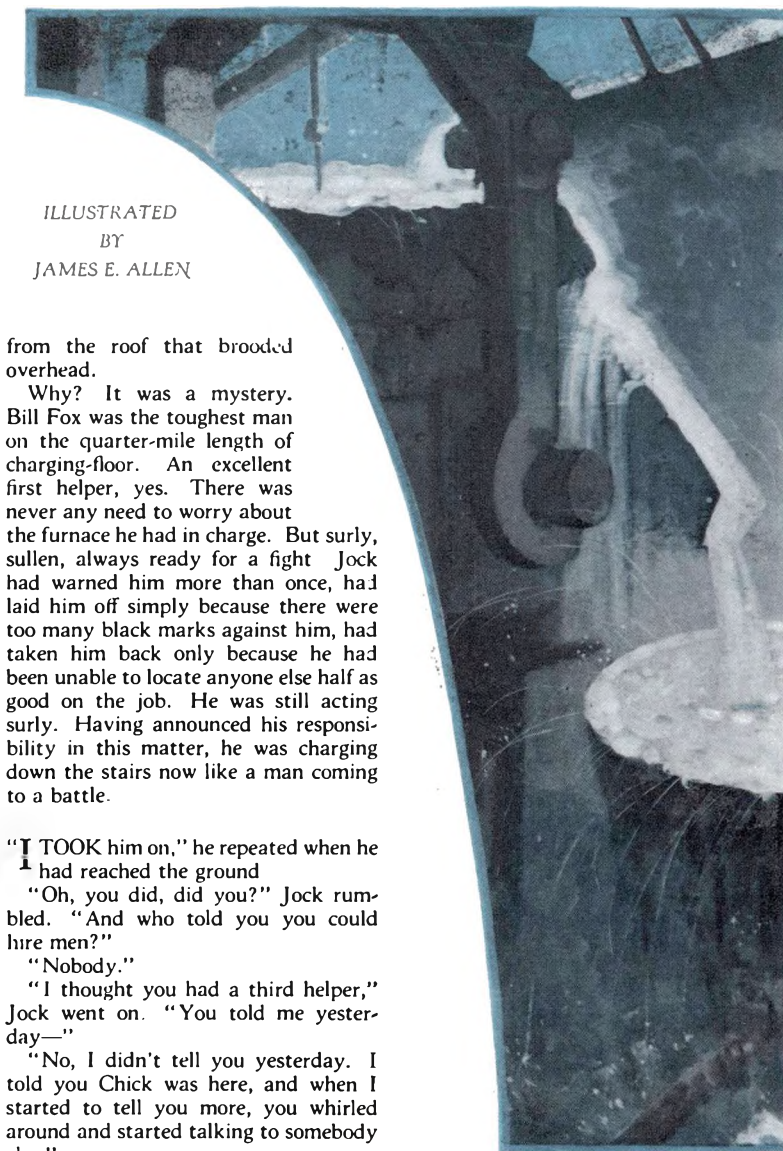 ILLUSTRATED
BY
JAMES E. ALLEN
from the roof that brooded
overhead.
Why? It was a mystery.
Bill Fox was the toughest man
on the quarter-mile length of
charging-floor. An excellent
first helper, yes. There was
never any need to worry about
the furnace he had in charge. But surly,
sullen, always ready for a fight Jock
had warned him more than once, had
laid him off simply because there were
too many black marks against him, had
taken him back only because he had
been unable to locate anyone else half as
good on the job. He was still acting
surly. Having announced his responsi-
bility in this matter, he was charging
down the stairs now like a man coming
to a battle.
"I TOOK him on," he repeated when he
had reached the ground
"Oh, you did, did you?" Jock rum-
bled. "And who told you you could
hire men?"
"Nobody."
"I thought you had a third helper,"
Jock went on. "You told me yester-
day—"
"No, I didn't tell you yesterday. I
told you Chick was here, and when I
started to tell you more, you whirled
around and started talking to somebody